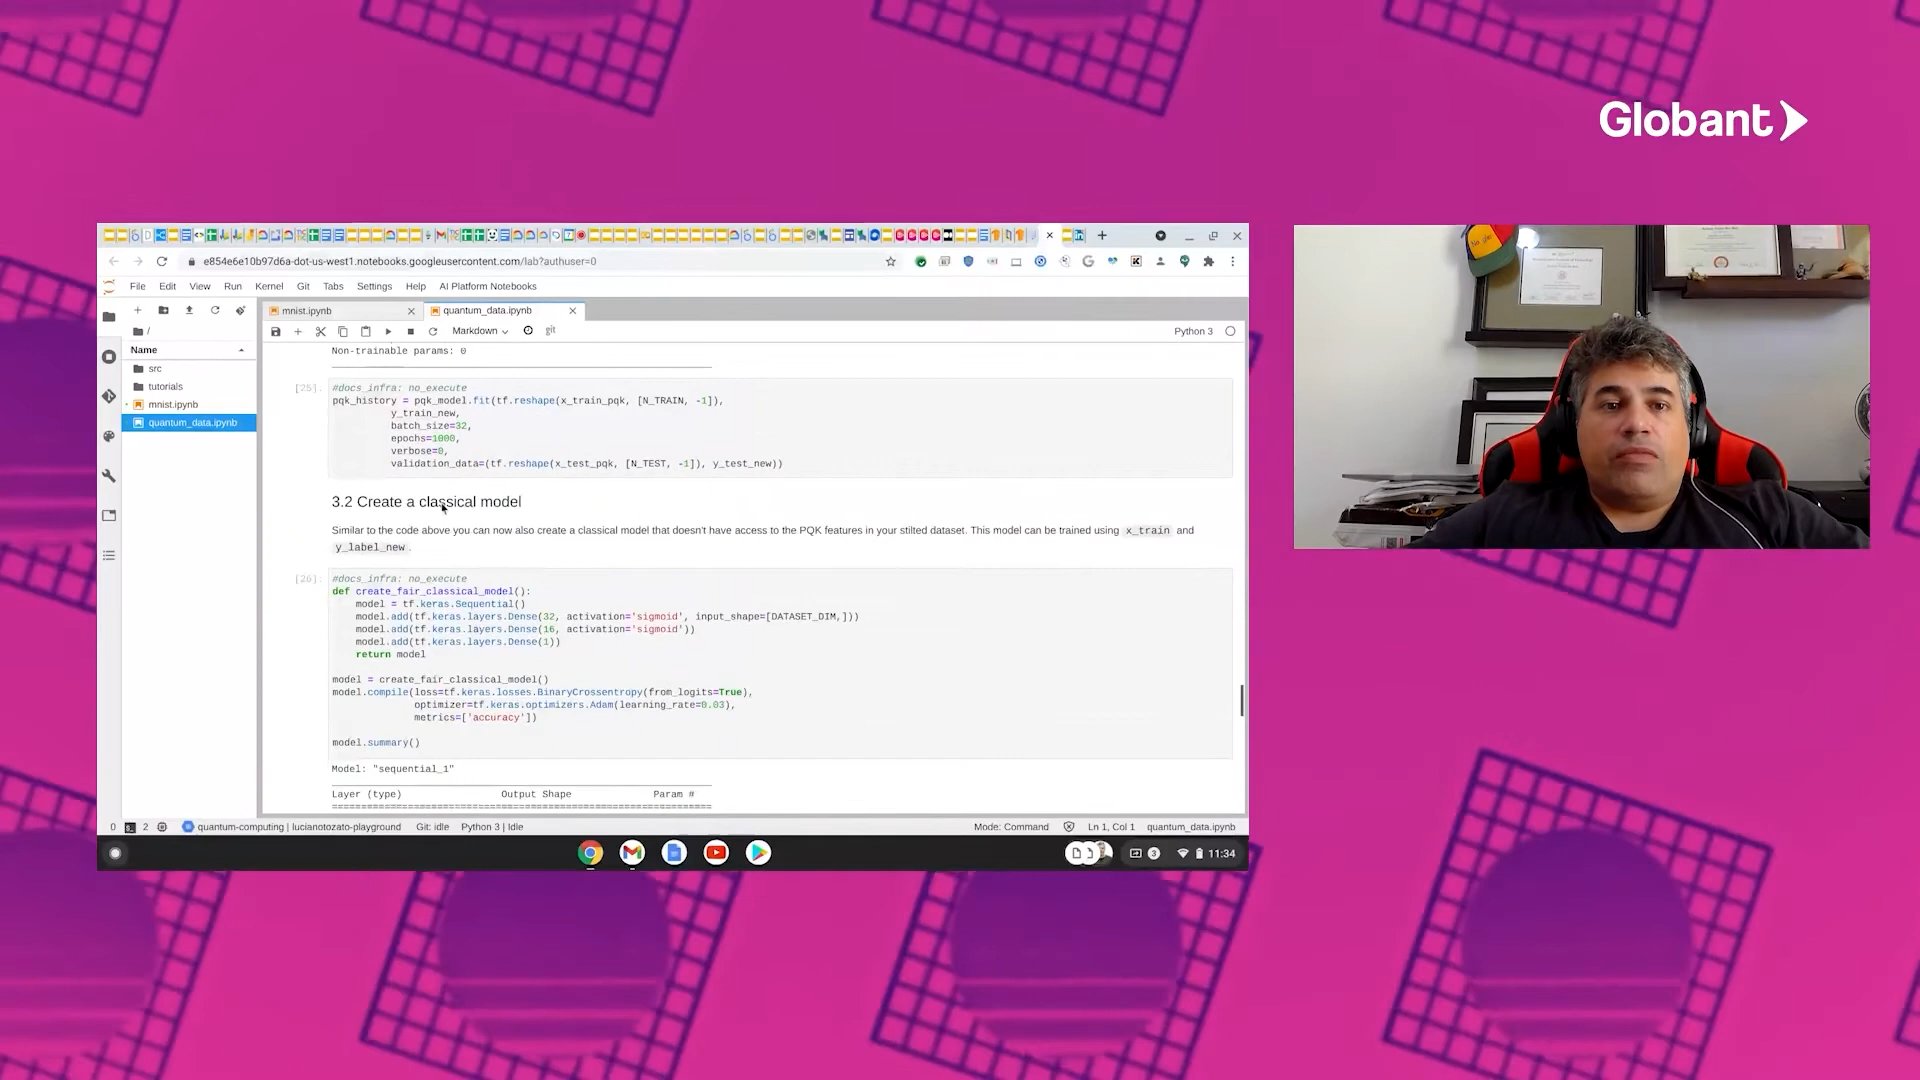 Globant
e854e6e10b97d6a-dot-us-west1.notebooks.googleusercontent.com/lab?authuser=0
File Edit View Run Kernel Git Tabs Settings Help AI Platform Notebooks
mnist.ipynb
quantum_data.ipynb
/
Markdown
git
Python 3
Name
src
tutorials
mnist.ipynb
quantum_data.ipynb
Non-trainable params: 0
[25]:
#docs_infra: no_execute
pqk_history = pqk_model.fit(tf.reshape(x_train_pqk, [N_TRAIN, -1]),
y_train_new,
batch_size=32,
epochs=1000,
verbose=0,
validation_data=(tf.reshape(x_test_pqk, [N_TEST, -1]), y_test_new))
3.2 Create a classical model
Similar to the code above you can now also create a classical model that doesn't have access to the PQK features in your stilted dataset. This model can be trained using x_train and
y_label_new .
[26]:
#docs_infra: no_execute
def create_fair_classical_model():
model = tf.keras.Sequential()
model.add(tf.keras.layers.Dense(32, activation='sigmoid', input_shape=[DATASET_DIM,]))
model.add(tf.keras.layers.Dense(16, activation='sigmoid'))
model.add(tf.keras.layers.Dense(1))
return model
model = create_fair_classical_model()
model.compile(loss=tf.keras.losses.BinaryCrossentropy(from_logits=True),
optimizer=tf.keras.optimizers.Adam(learning_rate=0.03),
metrics=['accuracy'])
model.summary()
Model: "sequential_1"
Layer (type) Output Shape Param #
0 2 quantum-computing | lucianotozato-playground Git: idle Python 3 | Idle
Mode: Command Ln 1, Col 1 quantum_data.ipynb
3 11:34